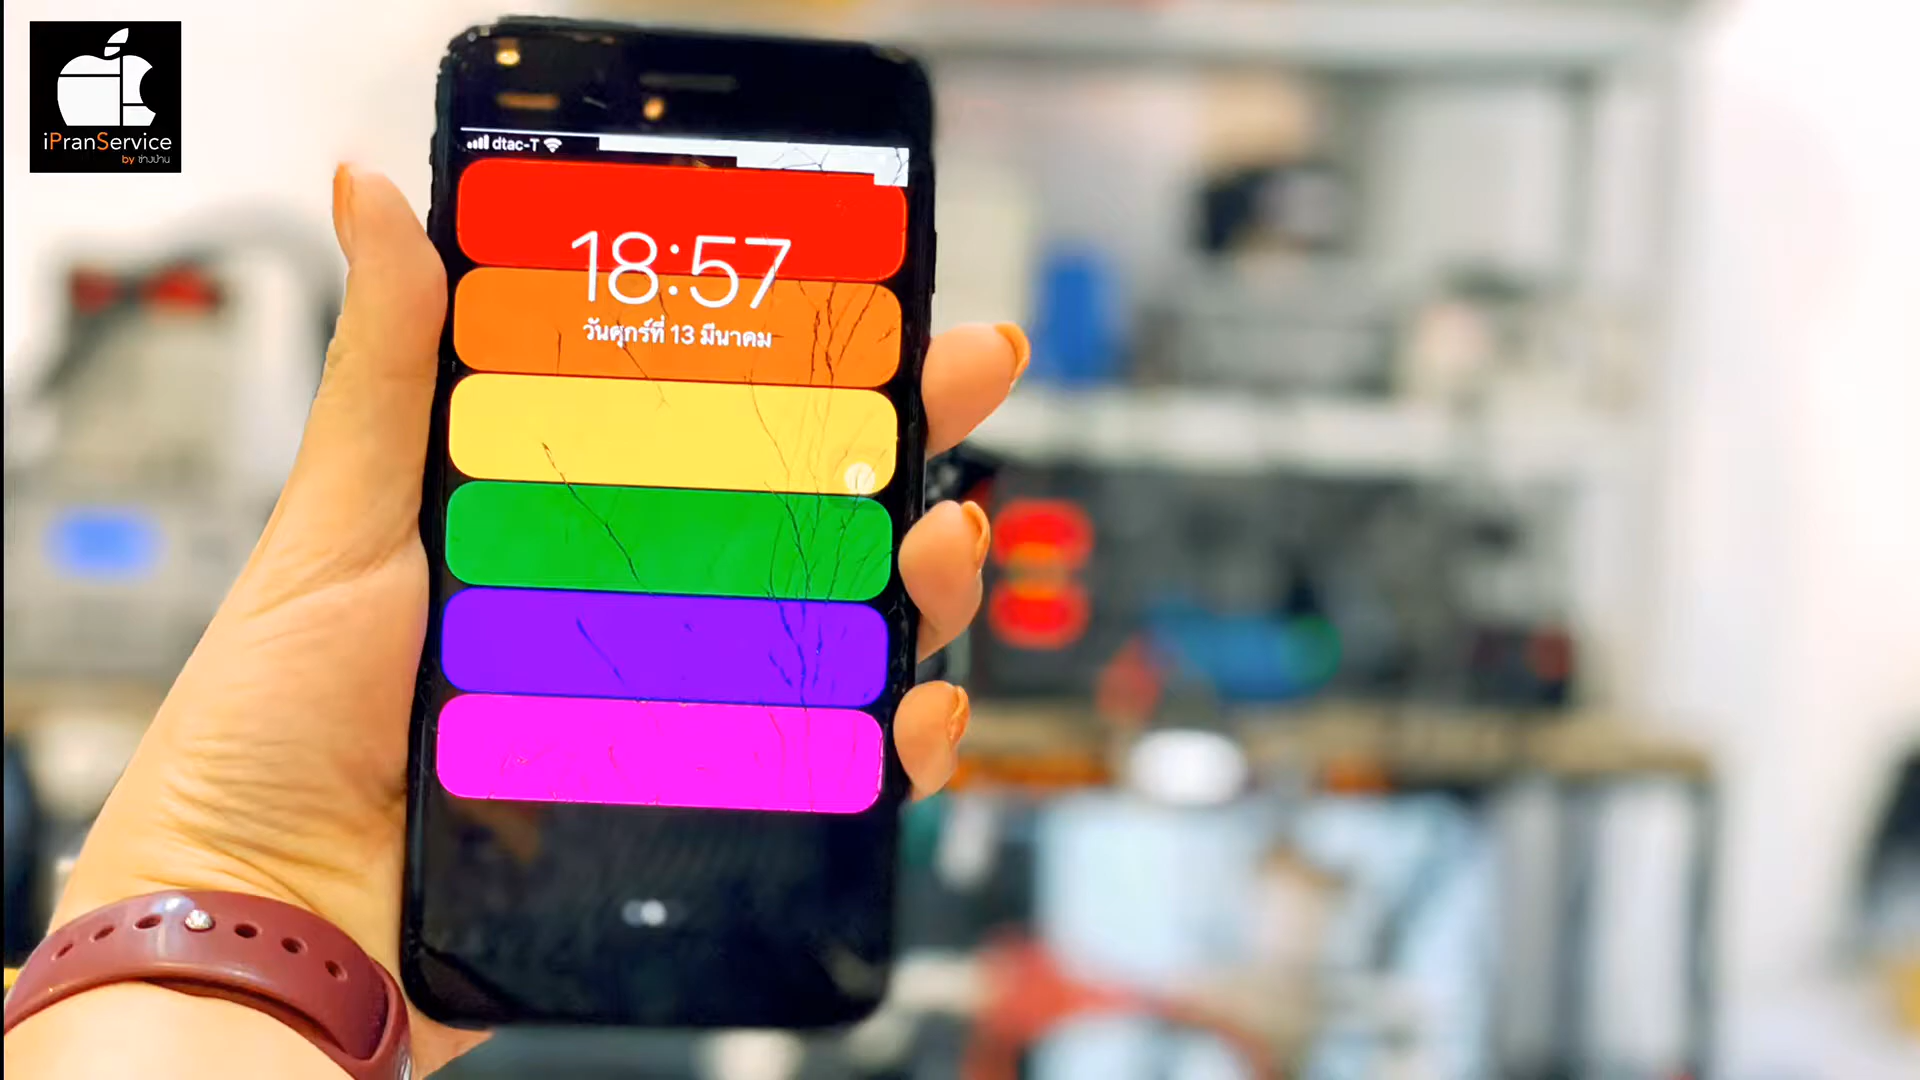 iPranService
by ช่างปาน
dtac-T
18:57
วันศุกร์ที่ 13 มีนาคม